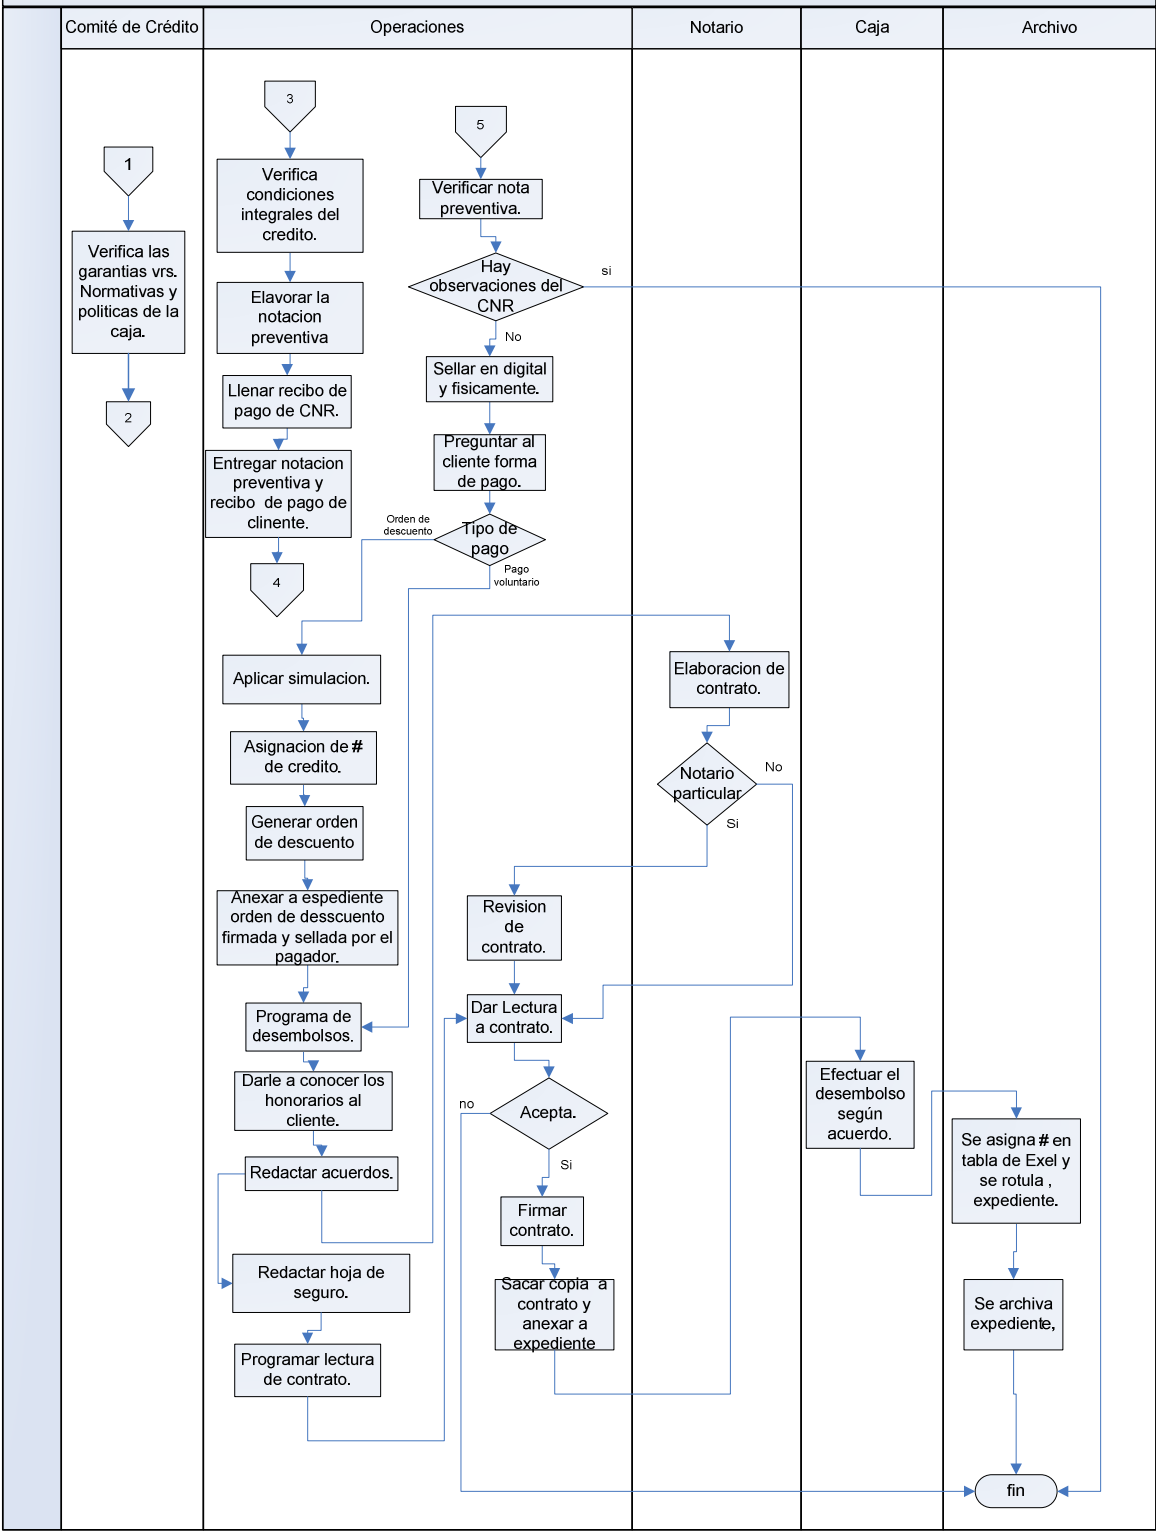 Comité de Crédito
Operaciones
Notario
Caja
Archivo
1
Verifica las
garantias vrs.
Normativas y
politicas de la
caja.
2
3
Verifica
condiciones
integrales del
credito.
Elavorar la
notacion
preventiva
Llenar recibo de
pago de CNR.
Entregar notacion
preventiva y
recibo de pago de
clinente.
4
5
Verificar nota
preventiva.
Hay
observaciones del
CNR
si
No
Sellar en digital
y fisicamente.
Preguntar al
cliente forma
de pago.
Tipo de
pago
Orden de
descuento
Pago
voluntario
Aplicar simulacion.
Asignacion de #
de credito.
Generar orden
de descuento
Anexar a espediente
orden de desscuento
firmada y sellada por el
pagador.
Programa de
desembolsos.
Darle a conocer los
honorarios al
cliente.
Redactar acuerdos.
Redactar hoja de
seguro.
Programar lectura
de contrato.
Elaboracion de
contrato.
Notario
particular
No
Si
Revision
de
contrato.
Dar Lectura
a contrato.
Acepta.
no
Si
Firmar
contrato.
Sacar copia a
contrato y
anexar a
expediente
Efectuar el
desembolso
según
acuerdo.
Se asigna # en
tabla de Exel y
se rotula ,
expediente.
Se archiva
expediente,
fin